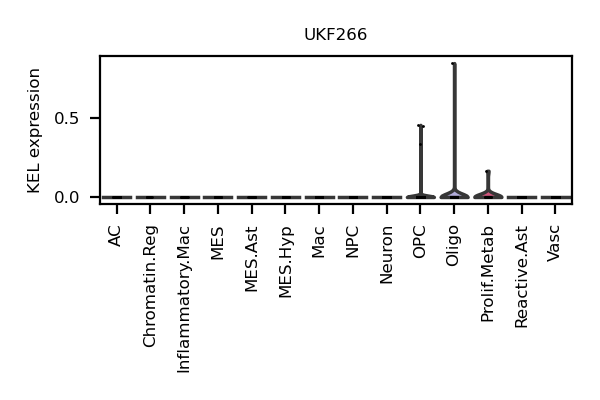 UKF266
KEL expression
0.5
0.0
AC
Chromatin.Reg
Inflammatory.Mac
MES
MES.Ast
MES.Hyp
Mac
NPC
Neuron
OPC
Oligo
Prolif.Metab
Reactive.Ast
Vasc